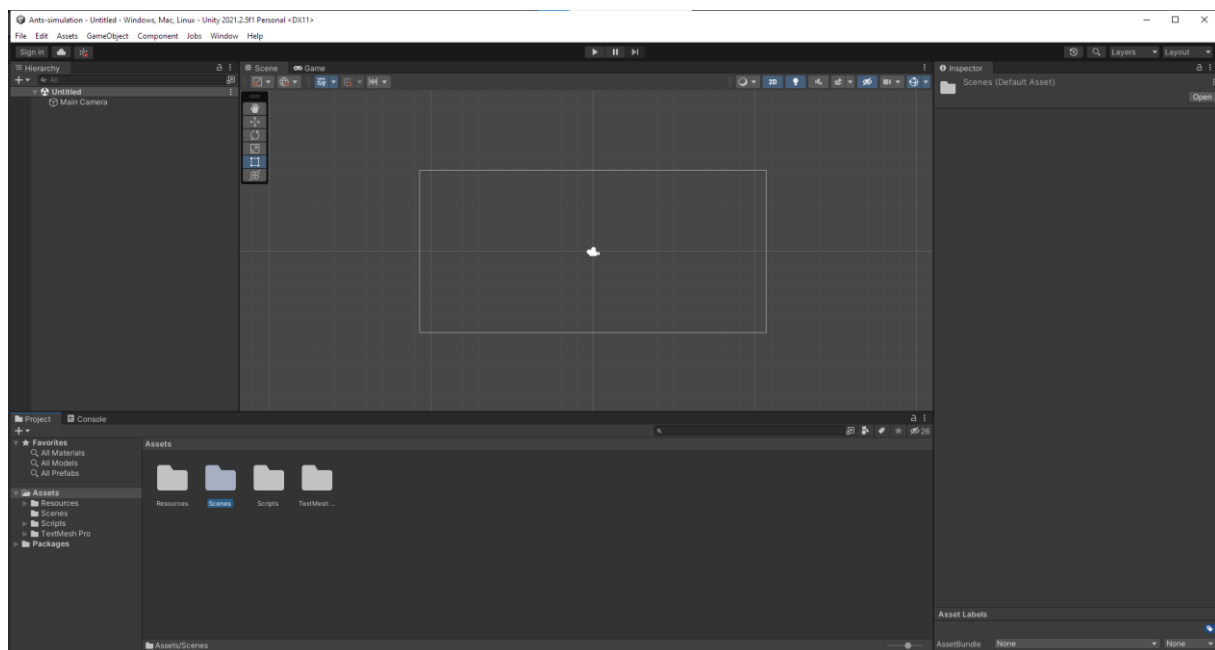 Ants-simulation - Untitled - Windows, Mac, Linux - Unity 2021.2.5f1 Personal <DX11>
File Edit Assets GameObject Component Jobs Window Help
Sign in
Layers
Layout
Hierarchy
All
Untitled
Main Camera
Scene
Game
2D
Inspector
Scenes (Default Asset)
Open
Project
Console
26
Favorites
All Materials
All Models
All Prefabs
Assets
Resources
Scenes
Scripts
TextMesh Pro
Packages
Assets
Resources
Scenes
Scripts
TextMesh ...
Assets/Scenes
Asset Labels
AssetBundle
None
None